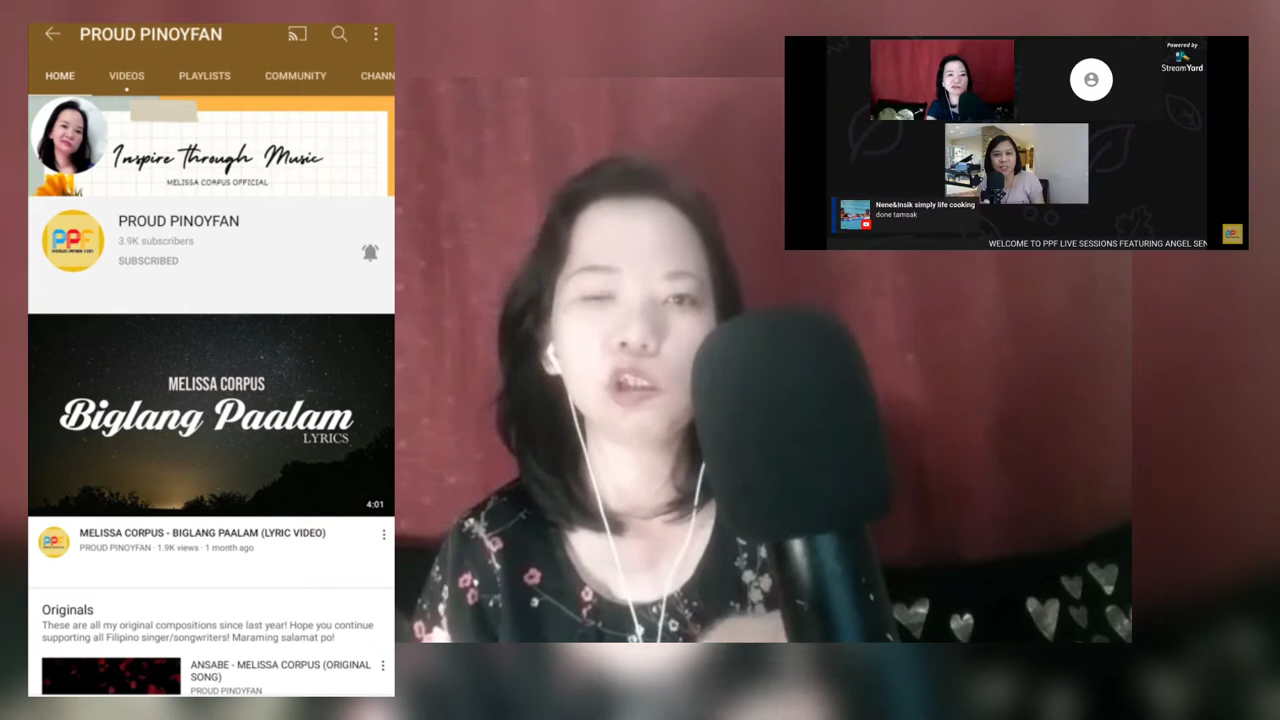 PROUD PINOYFAN
HOME VIDEOS PLAYLISTS COMMUNITY CHANN
Inspire through Music
MELISSA CORPUS OFFICIAL
PPF
PROUD PINOYFAN
3.9K subscribers
SUBSCRIBED
MELISSA CORPUS
Biglang Paalam
LYRICS
4:01
PPF
MELISSA CORPUS - BIGLANG PAALAM (LYRIC VIDEO)
PROUD PINOYFAN · 1.9K views · 1 month ago
Originals
These are all my original compositions since last year! Hope you continue
supporting all Filipino singer/songwriters! Maraming salamat po!
ANSABE - MELISSA CORPUS (ORIGINAL
SONG)
PROUD PINOYFAN
Powered by
StreamYard
Nene&Insik simply life cooking
done tamsak
WELCOME TO PPF LIVE SESSIONS FEATURING ANGEL SEN